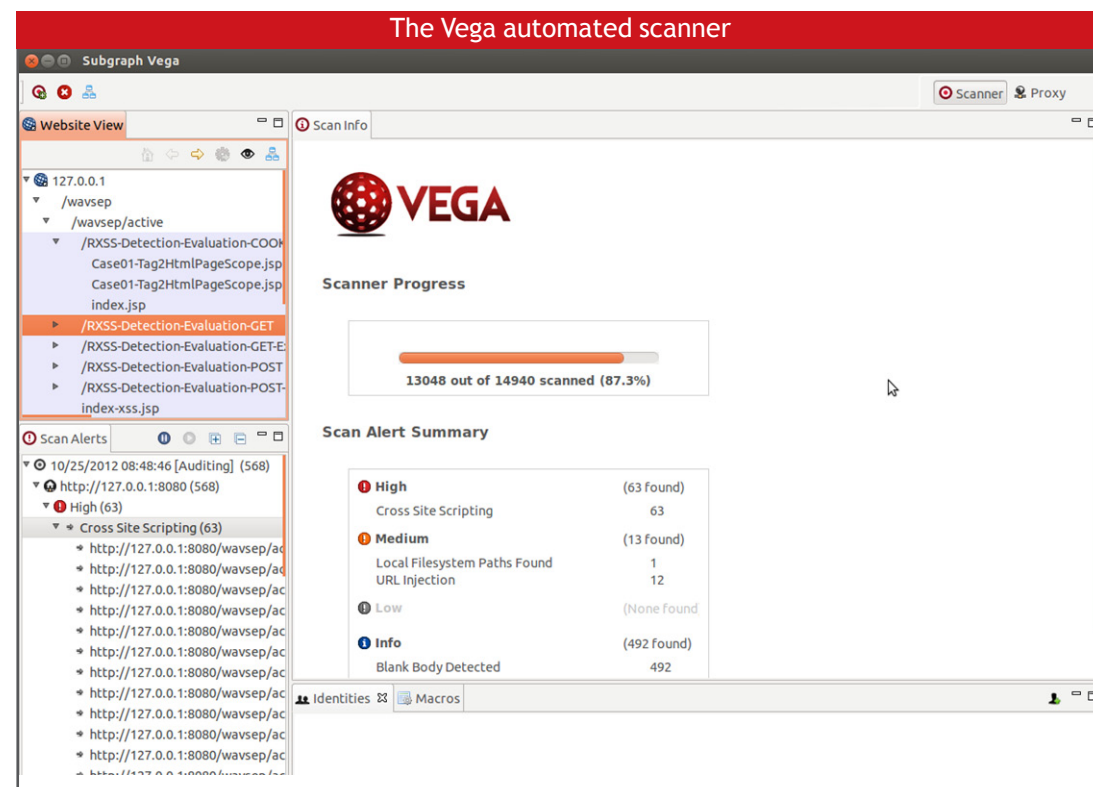 The Vega automated scanner
Subgraph Vega
Scanner Proxy
Website View
127.0.0.1
/wavsep
/wavsep/active
/RXSS-Detection-Evaluation-COOK
Case01-Tag2HtmlPageScope.jsp
Case01-Tag2HtmlPageScope.jsp
index.jsp
/RXSS-Detection-Evaluation-GET
/RXSS-Detection-Evaluation-GET-E
/RXSS-Detection-Evaluation-POST
/RXSS-Detection-Evaluation-POST-
index-xss.jsp
Scan Alerts
10/25/2012 08:48:46 [Auditing] (568)
http://127.0.0.1:8080 (568)
High (63)
Cross Site Scripting (63)
http://127.0.0.1:8080/wavsep/ac
http://127.0.0.1:8080/wavsep/ac
http://127.0.0.1:8080/wavsep/ac
http://127.0.0.1:8080/wavsep/ac
http://127.0.0.1:8080/wavsep/ac
http://127.0.0.1:8080/wavsep/ac
http://127.0.0.1:8080/wavsep/ac
http://127.0.0.1:8080/wavsep/ac
http://127.0.0.1:8080/wavsep/ac
http://127.0.0.1:8080/wavsep/ac
http://127.0.0.1:8080/wavsep/ac
Scan Info
VEGA
Scanner Progress
13048 out of 14940 scanned (87.3%)
Scan Alert Summary
High (63 found)
Cross Site Scripting 63
Medium (13 found)
Local Filesystem Paths Found 1
URL Injection 12
Low (None found
Info (492 found)
Blank Body Detected 492
Identities Macros